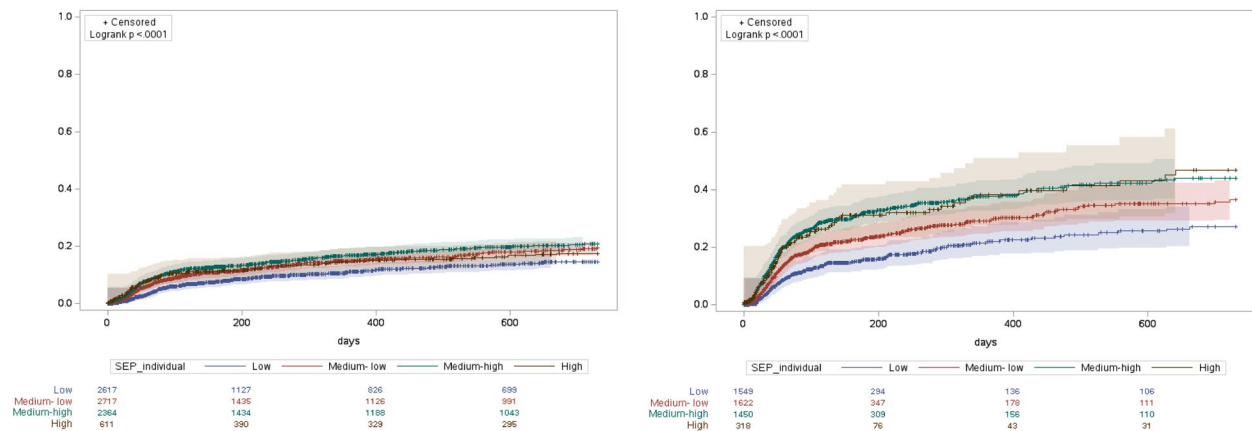 + Censored
Logrank p <.0001
1.0
0.8
0.6
0.4
0.2
0.0
0 200 400 600
days
SEP_individual Low Medium- low Medium-high High
Low 2617 1127 826 699
Medium- low 2717 1435 1126 991
Medium-high 2364 1434 1188 1043
High 611 390 329 295
+ Censored
Logrank p <.0001
1.0
0.8
0.6
0.4
0.2
0.0
0 200 400 600
days
SEP_individual Low Medium- low Medium-high High
Low 1549 294 136 106
Medium- low 1622 347 178 111
Medium-high 1450 309 156 110
High 318 76 43 31